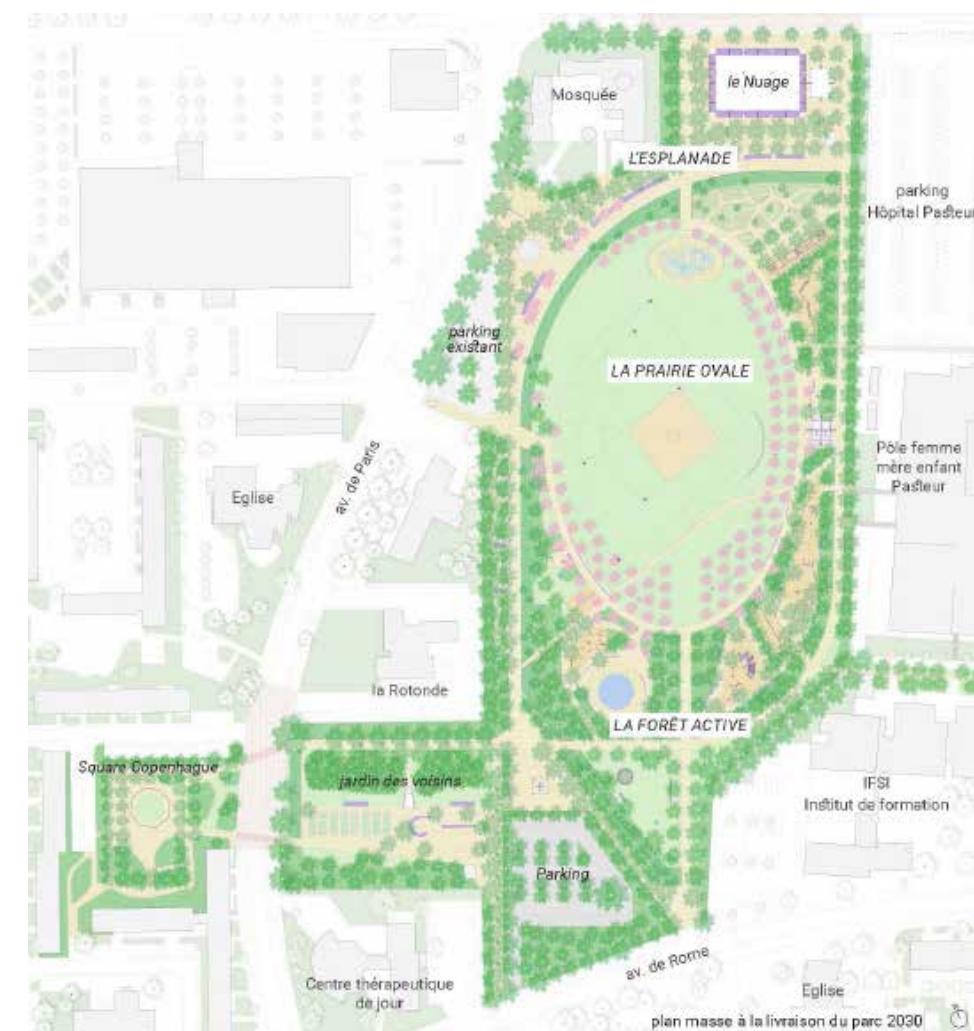 le Nuage
Mosquée
L'ESPLANADE
parking
Hôpital Pasteur
parking
existant
LA PRAIRIE OVALE
av. de Paris
Pôle femme
mère enfant
Pasteur
Eglise
la Rotonde
LA FORÊT ACTIVE
Square Copenhague
jardin des voisins
IFSI
Institut de formation
Parking
av. de Rome
Centre thérapeutique
de jour
Eglise
plan masse à la livraison du parc 2030